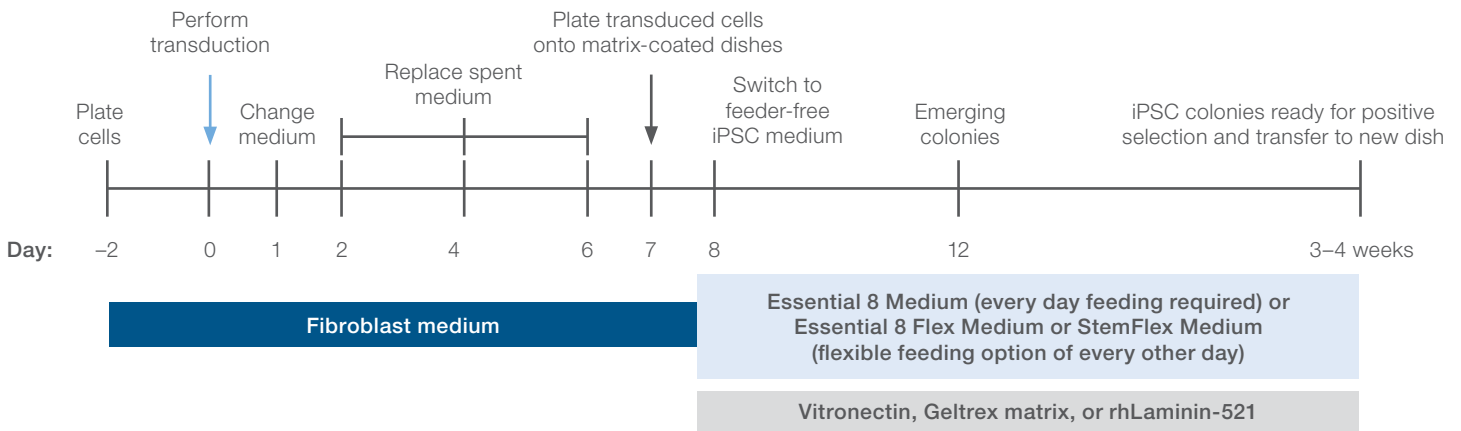 Perform
transduction
Plate transduced cells
onto matrix-coated dishes
Plate
cells
Change
medium
Replace spent
medium
Switch to
feeder-free
iPSC medium
Emerging
colonies
iPSC colonies ready for positive
selection and transfer to new dish
Day: –2 0 1 2 4 6 7 8 12 3–4 weeks
Fibroblast medium
Essential 8 Medium (every day feeding required) or
Essential 8 Flex Medium or StemFlex Medium
(flexible feeding option of every other day)
Vitronectin, Geltrex matrix, or rhLaminin-521